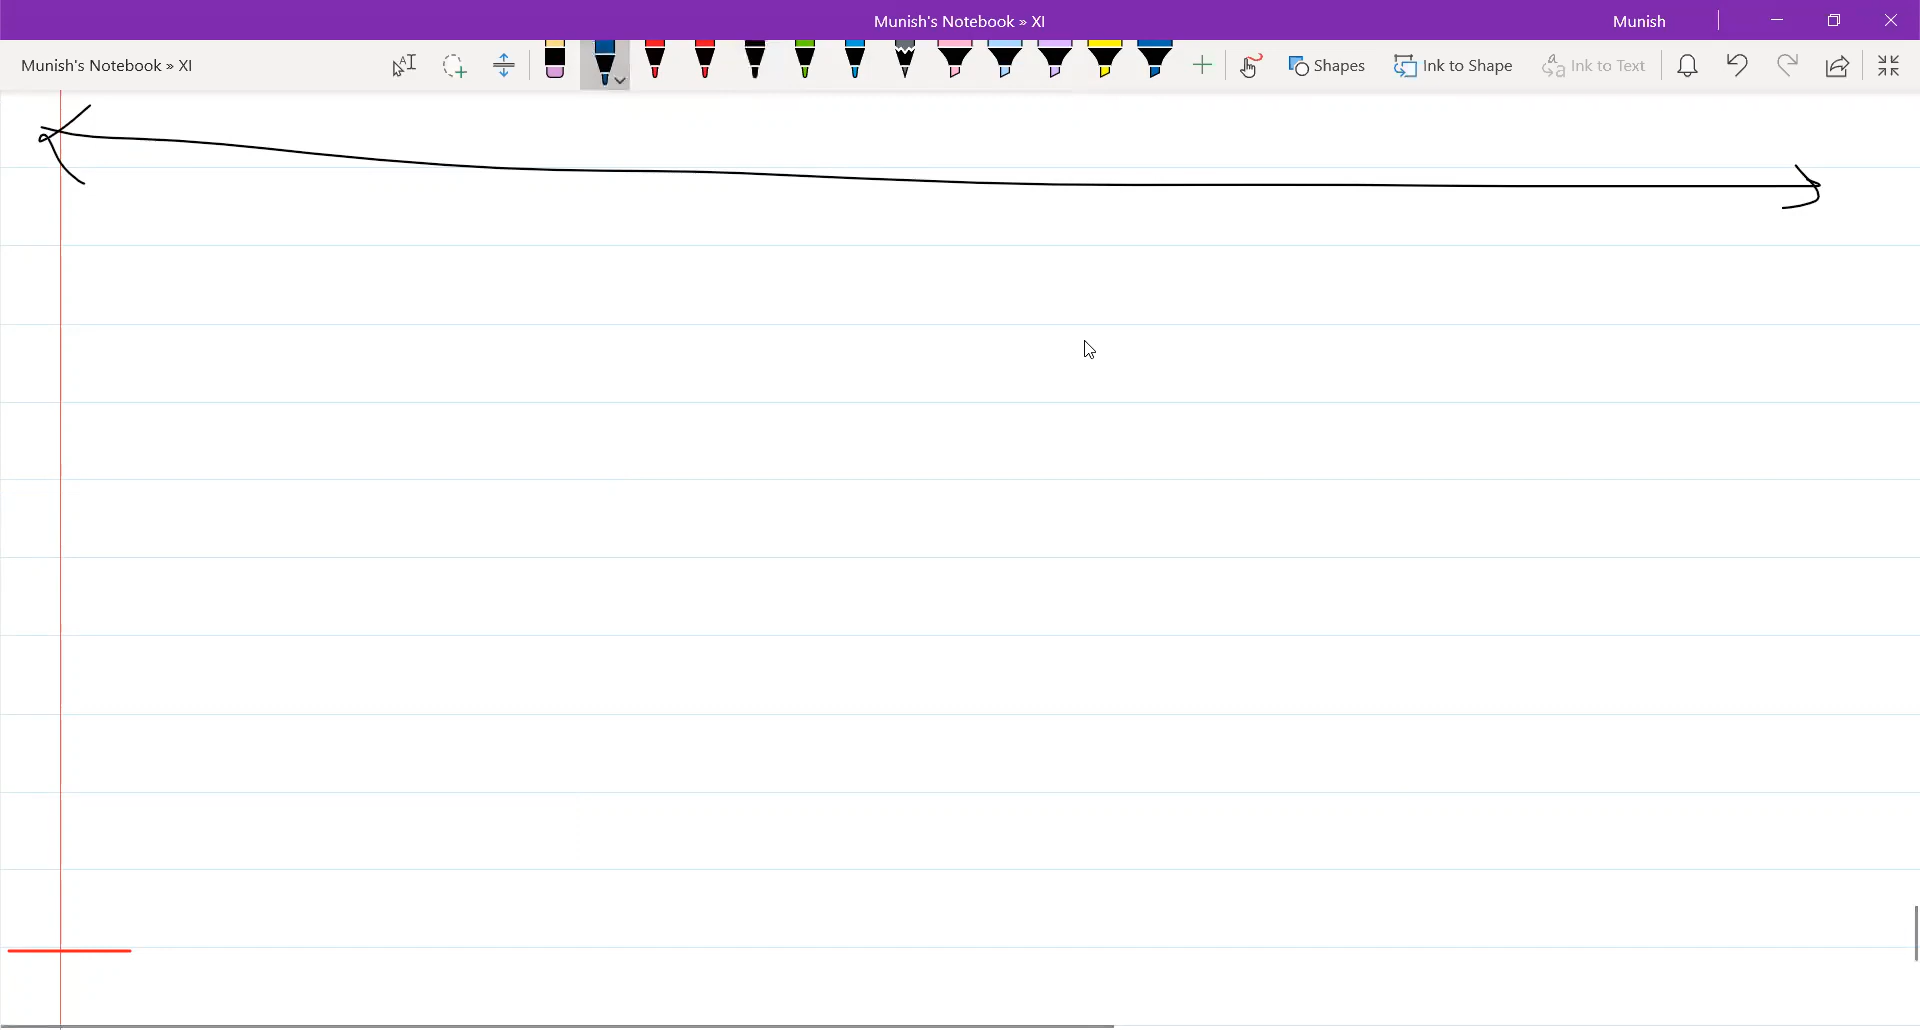 Munish's Notebook » XI
Munish
Munish's Notebook » XI
Shapes
Ink to Shape
Ink to Text